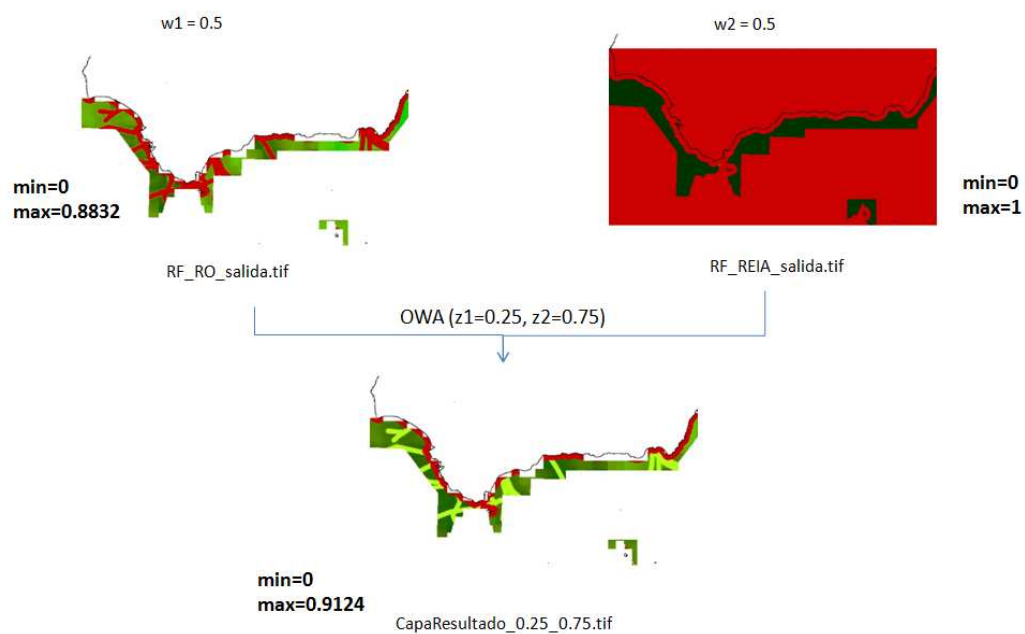 w1 = 0.5
w2 = 0.5
min=0
max=0.8832
min=0
max=1
RF_RO_salida.tif
RF_REIA_salida.tif
OWA (z1=0.25, z2=0.75)
min=0
max=0.9124
CapaResultado_0.25_0.75.tif